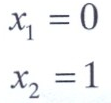 x₁ = 0
x₂ = 1